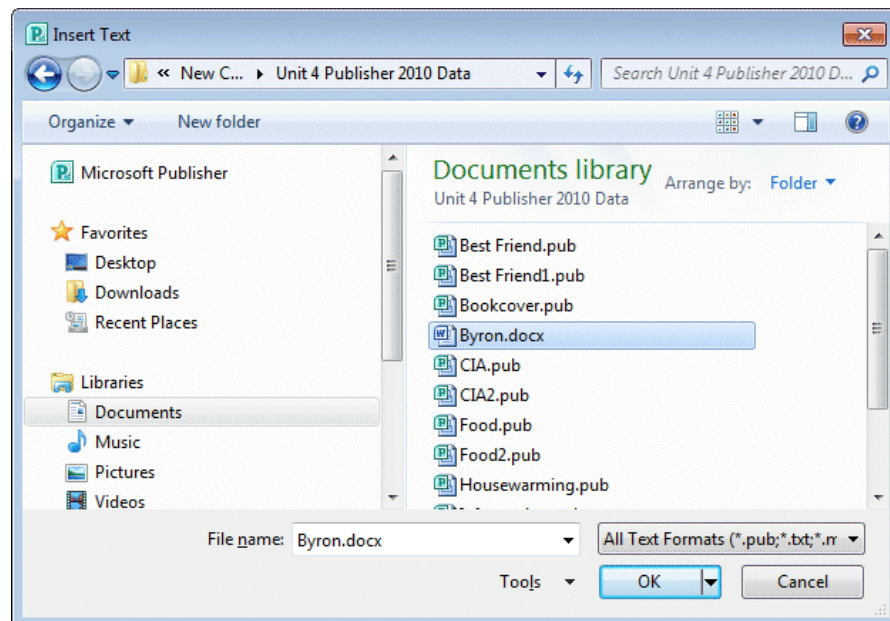 Insert Text
« New C... ▸ Unit 4 Publisher 2010 Data
Search Unit 4 Publisher 2010 D...
Organize ▼ New folder
Microsoft Publisher
Favorites
Desktop
Downloads
Recent Places
Libraries
Documents
Music
Pictures
Videos
Documents library
Unit 4 Publisher 2010 Data
Arrange by: Folder ▼
Best Friend.pub
Best Friend1.pub
Bookcover.pub
Byron.docx
CIA.pub
CIA2.pub
Food.pub
Food2.pub
Housewarming.pub
File name: Byron.docx
All Text Formats (*.pub;*.txt;*.m
Tools ▼ OK Cancel